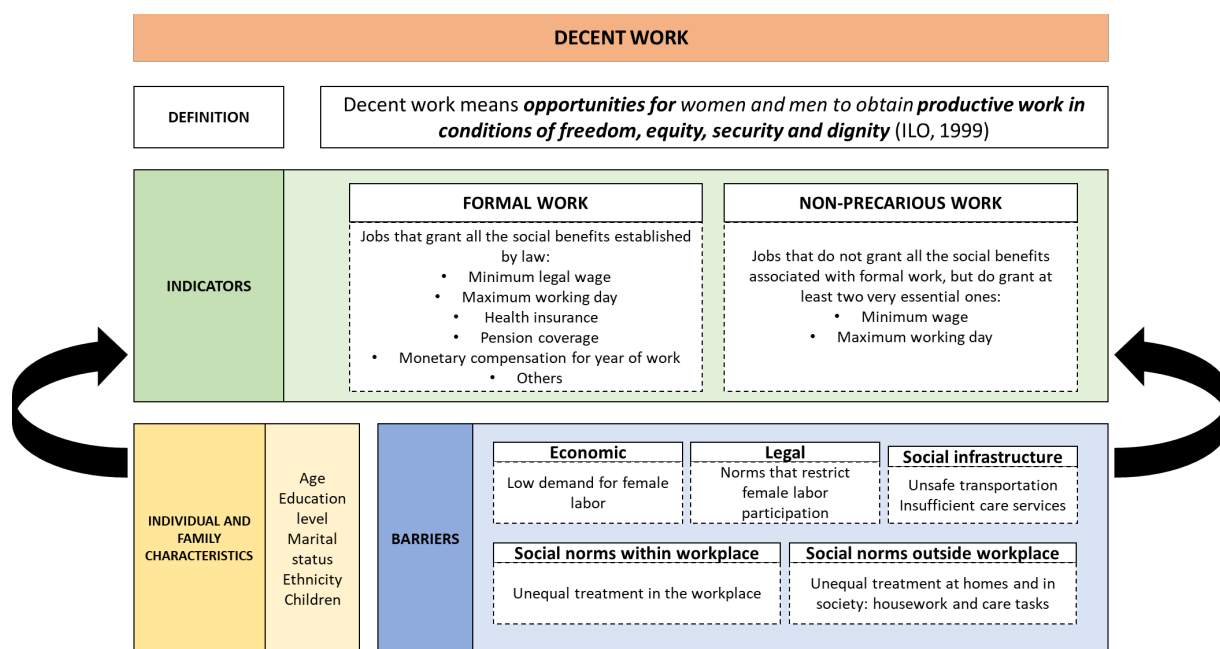 DECENT WORK
DEFINITION
Decent work means opportunities for women and men to obtain productive work in
conditions of freedom, equity, security and dignity (ILO, 1999)
INDICATORS
FORMAL WORK
Jobs that grant all the social benefits established
by law:
• Minimum legal wage
• Maximum working day
• Health insurance
• Pension coverage
• Monetary compensation for year of work
• Others
NON-PRECARIOUS WORK
Jobs that do not grant all the social benefits
associated with formal work, but do grant at
least two very essential ones:
• Minimum wage
• Maximum working day
INDIVIDUAL AND
FAMILY
CHARACTERISTICS
Age
Education
level
Marital
status
Ethnicity
Children
BARRIERS
Economic
Low demand for female
labor
Legal
Norms that restrict
female labor
participation
Social infrastructure
Unsafe transportation
Insufficient care services
Social norms within workplace
Unequal treatment in the workplace
Social norms outside workplace
Unequal treatment at homes and in
society: housework and care tasks